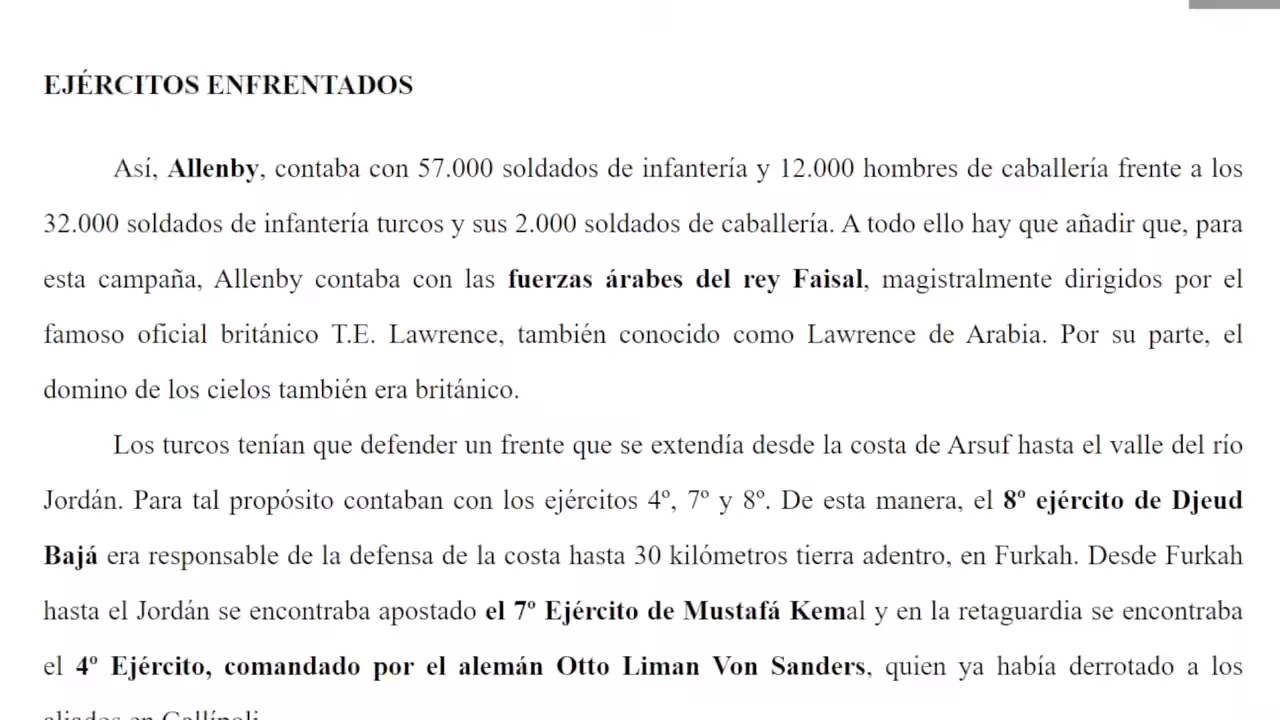 EJÉRCITOS ENFRENTADOS
Así, Allenby, contaba con 57.000 soldados de infantería y 12.000 hombres de caballería frente a los
32.000 soldados de infantería turcos y sus 2.000 soldados de caballería. A todo ello hay que añadir que, para
esta campaña, Allenby contaba con las fuerzas árabes del rey Faisal, magistralmente dirigidos por el
famoso oficial británico T.E. Lawrence, también conocido como Lawrence de Arabia. Por su parte, el
domino de los cielos también era británico.
Los turcos tenían que defender un frente que se extendía desde la costa de Arsuf hasta el valle del río
Jordán. Para tal propósito contaban con los ejércitos 4º, 7º y 8º. De esta manera, el 8º ejército de Djeud
Bajá era responsable de la defensa de la costa hasta 30 kilómetros tierra adentro, en Furkah. Desde Furkah
hasta el Jordán se encontraba apostado el 7º Ejército de Mustafá Kemal y en la retaguardia se encontraba
el 4º Ejército, comandado por el alemán Otto Liman Von Sanders, quien ya había derrotado a los
aliados en Gallípoli.